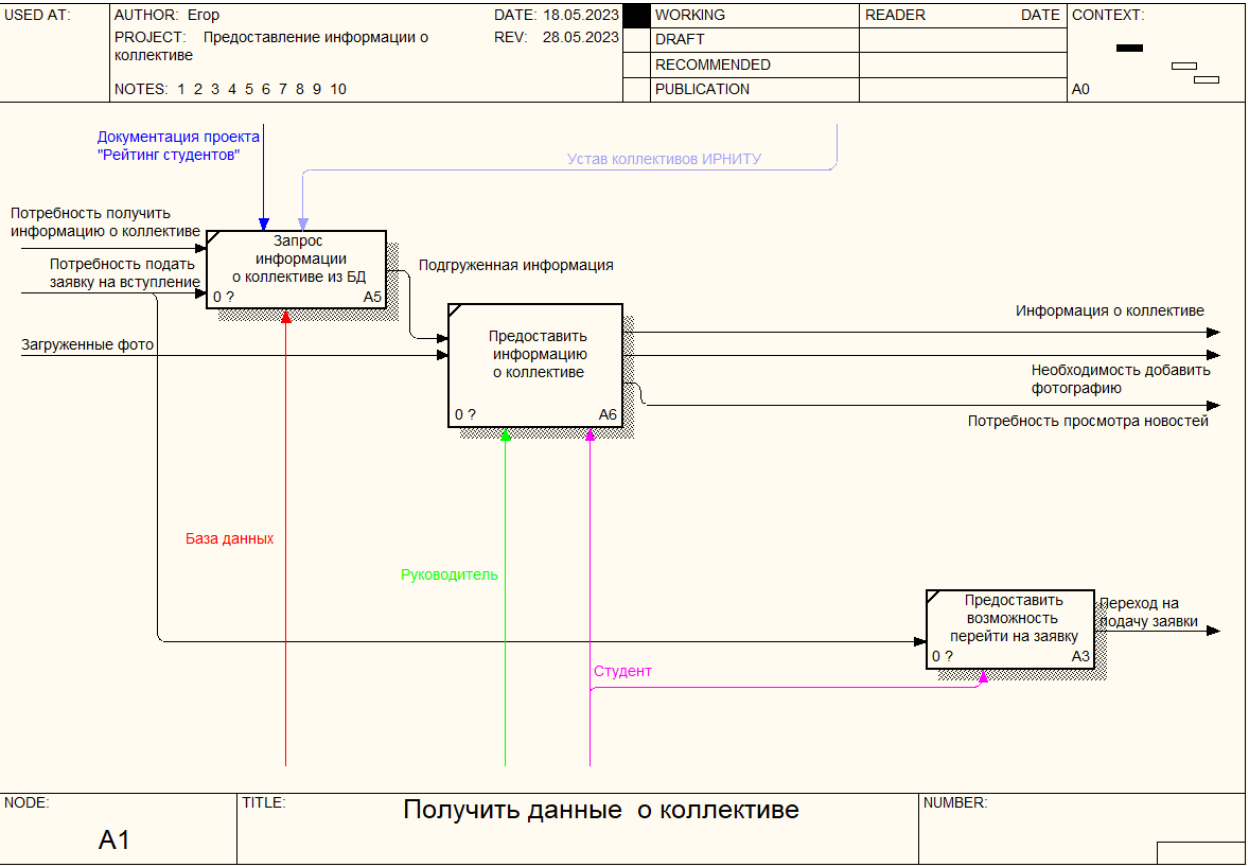 USED AT:
AUTHOR: Егор
DATE: 18.05.2023
WORKING
READER
DATE
CONTEXT:
PROJECT: Предоставление информации о
коллективе
REV: 28.05.2023
DRAFT
RECOMMENDED
NOTES: 1 2 3 4 5 6 7 8 9 10
PUBLICATION
A0
Документация проекта
"Рейтинг студентов"
Устав коллективов ИРНИТУ
Потребность получить
информацию о коллективе
Потребность подать
заявку на вступление
Запрос
информации
о коллективе из БД
0 ?
A5
Подгруженная информация
Загруженные фото
Предоставить
информацию
о коллективе
0 ?
A6
Информация о коллективе
Необходимость добавить
фотографию
Потребность просмотра новостей
База данных
Руководитель
Студент
Предоставить
возможность
перейти на заявку
0 ?
A3
Переход на
подачу заявки
NODE:
A1
TITLE:
Получить данные о коллективе
NUMBER: